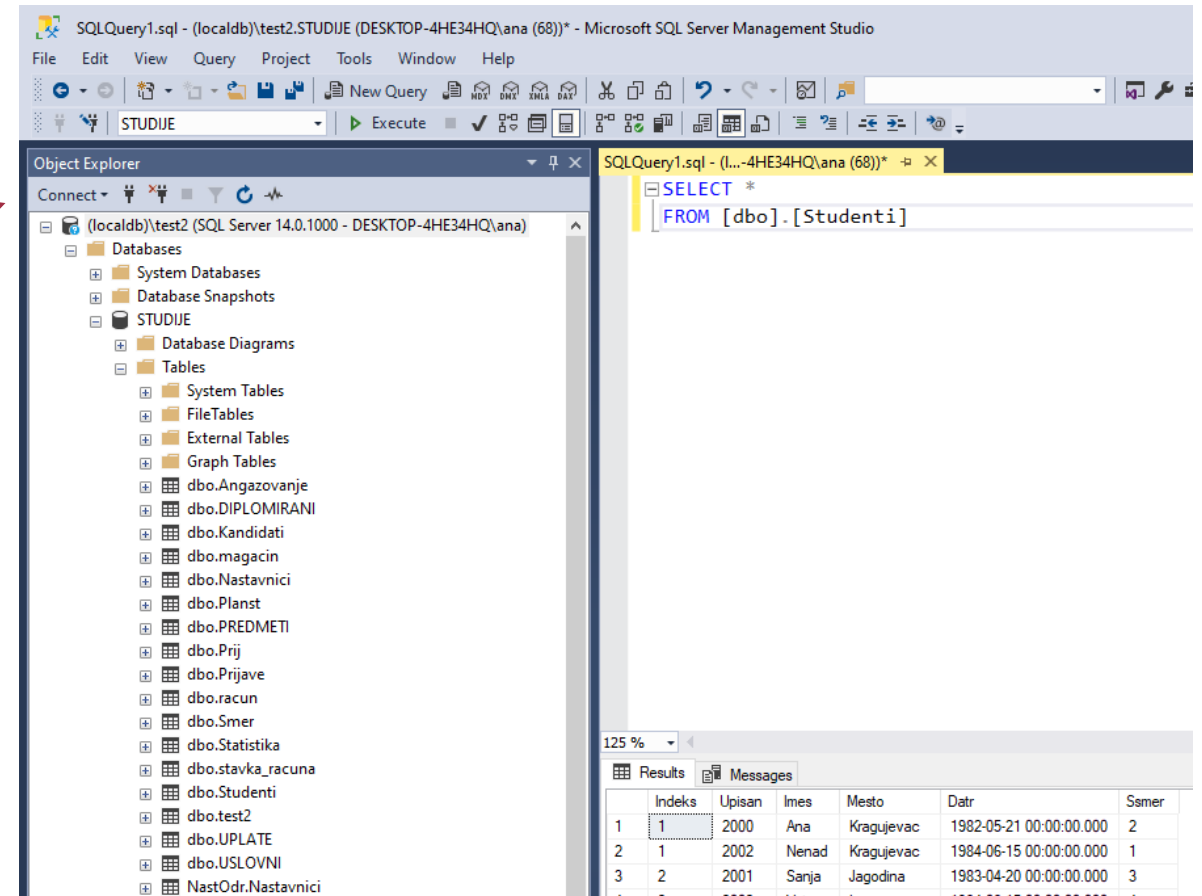 SQLQuery1.sql - (localdb)\test2.STUDIJE (DESKTOP-4HE34HQ\ana (68))* - Microsoft SQL Server Management Studio
File Edit View Query Project Tools Window Help
New Query MDX DMX XMLA DAX
STUDIJE Execute
Object Explorer
Connect
(localdb)\test2 (SQL Server 14.0.1000 - DESKTOP-4HE34HQ\ana)
Databases
System Databases
Database Snapshots
STUDIJE
Database Diagrams
Tables
System Tables
FileTables
External Tables
Graph Tables
dbo.Angazovanje
dbo.DIPLOMIRANI
dbo.Kandidati
dbo.magacin
dbo.Nastavnici
dbo.Planst
dbo.PREDMETI
dbo.Prij
dbo.Prijave
dbo.racun
dbo.Smer
dbo.Statistika
dbo.stavka_racuna
dbo.Studenti
dbo.test2
dbo.UPLATE
dbo.USLOVNI
NastOdr.Nastavnici
SQLQuery1.sql - (l...-4HE34HQ\ana (68))*
SELECT *
FROM [dbo].[Studenti]
125 %
Results Messages
Indeks Upisan Imes Mesto Datr Ssmer
1 1 2000 Ana Kragujevac 1982-05-21 00:00:00.000 2
2 1 2002 Nenad Kragujevac 1984-06-15 00:00:00.000 1
3 2 2001 Sanja Jagodina 1983-04-20 00:00:00.000 3